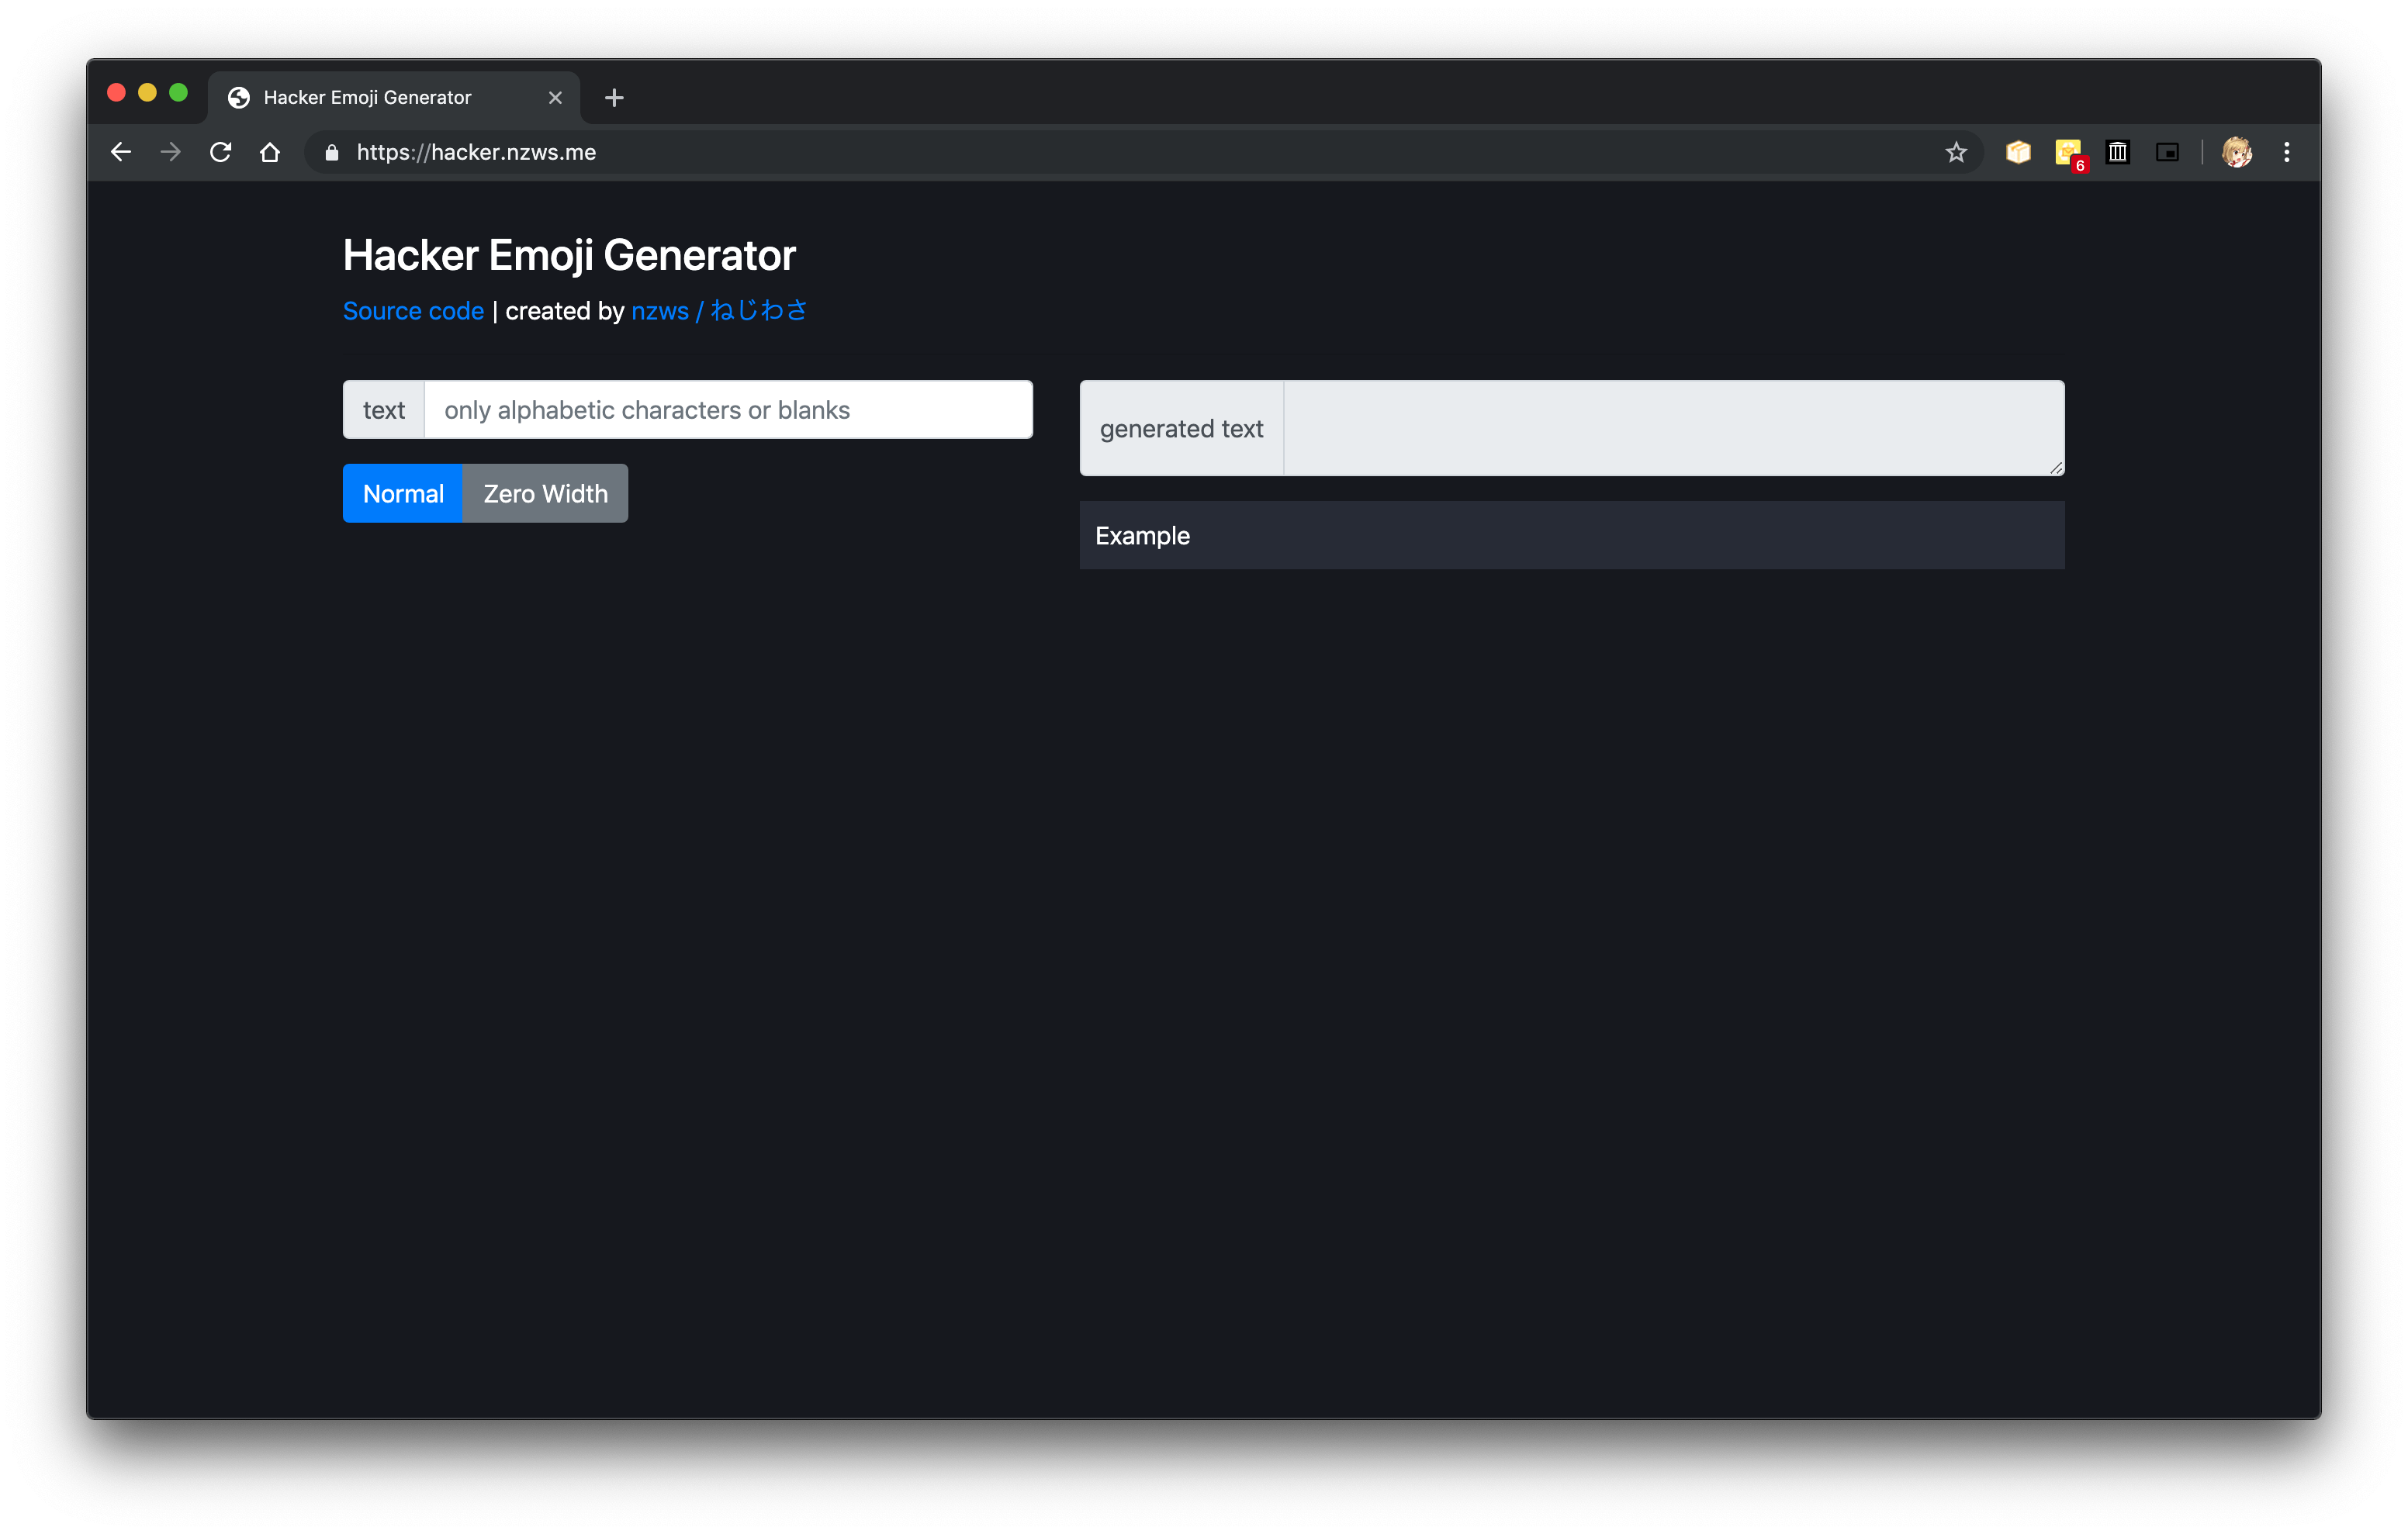 Hacker Emoji Generator
https://hacker.nzws.me
6
Hacker Emoji Generator
Source code | created by nzws / ねじわさ
text only alphabetic characters or blanks
Normal Zero Width
generated text
Example